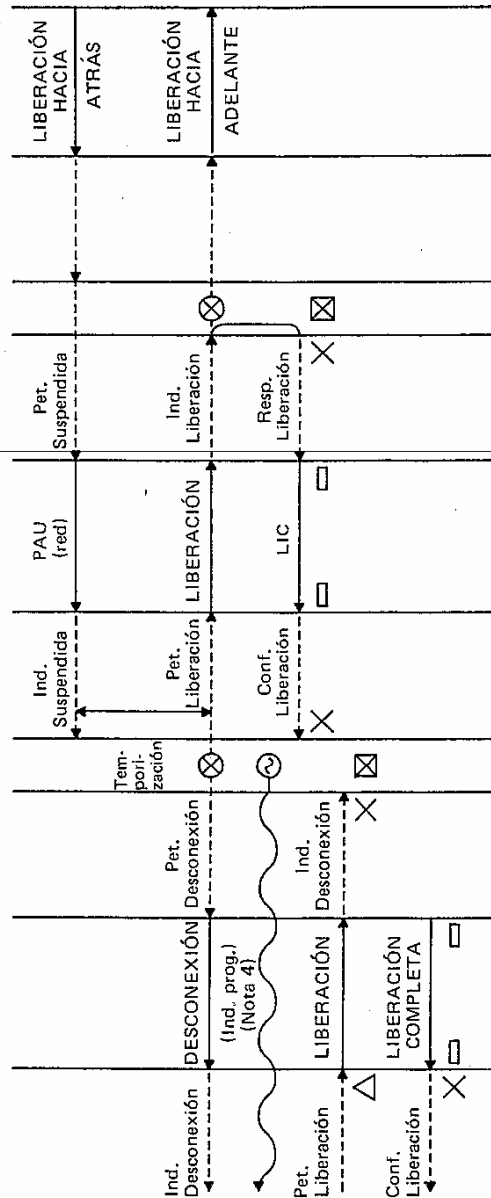 Ind.
Suspendida
PAU
(red)
Pet.
Suspendida
LIBERACIÓN
HACIA
ATRÁS
Ind.
Desconexión
DESCONEXIÓN
(Ind. prog.)
(Nota 4)
Pet.
Desconexión
Tem-
pori-
zación
Pet.
Liberación
LIBERACIÓN
Ind.
Liberación
LIBERACIÓN
HACIA
ADELANTE
Pet.
Liberación
LIBERACIÓN
Ind.
Desconexión
Conf.
Liberación
LIC
Resp.
Liberación
Conf.
Liberación
LIBERACIÓN
COMPLETA